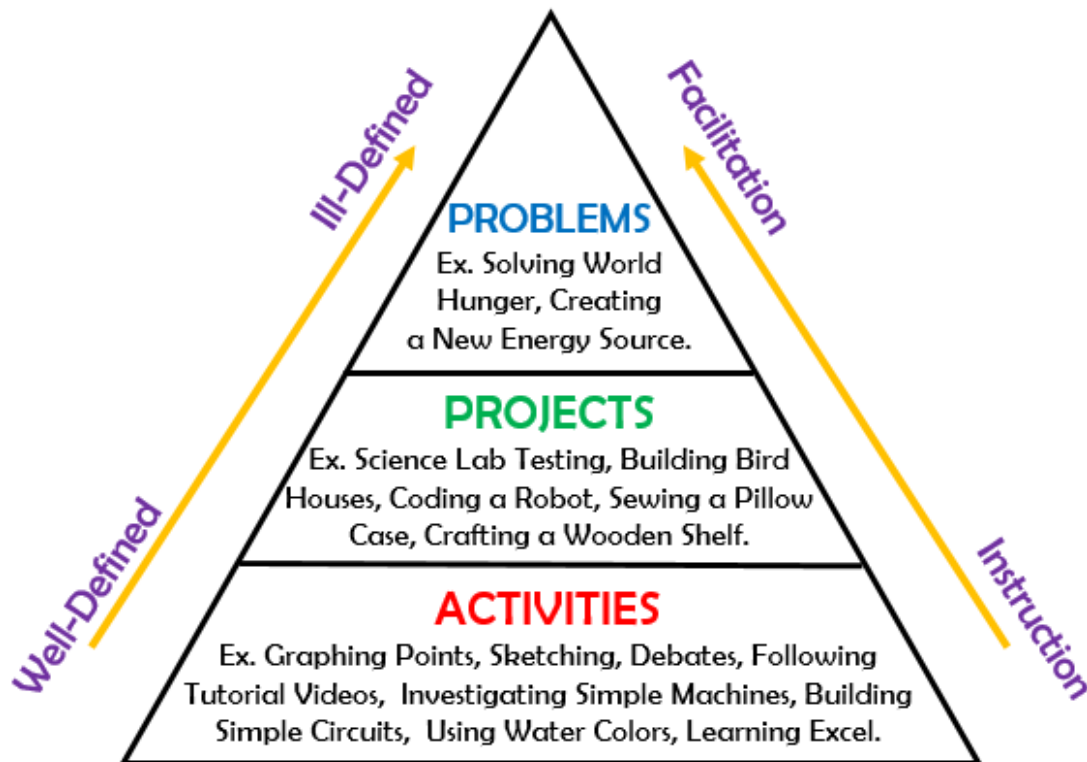 Ill-Defined
Facilitation
PROBLEMS
Ex. Solving World
Hunger, Creating
a New Energy Source.
PROJECTS
Ex. Science Lab Testing, Building Bird
Houses, Coding a Robot, Sewing a Pillow
Case, Crafting a Wooden Shelf.
Well-Defined
Instruction
ACTIVITIES
Ex. Graphing Points, Sketching, Debates, Following
Tutorial Videos, Investigating Simple Machines, Building
Simple Circuits, Using Water Colors, Learning Excel.